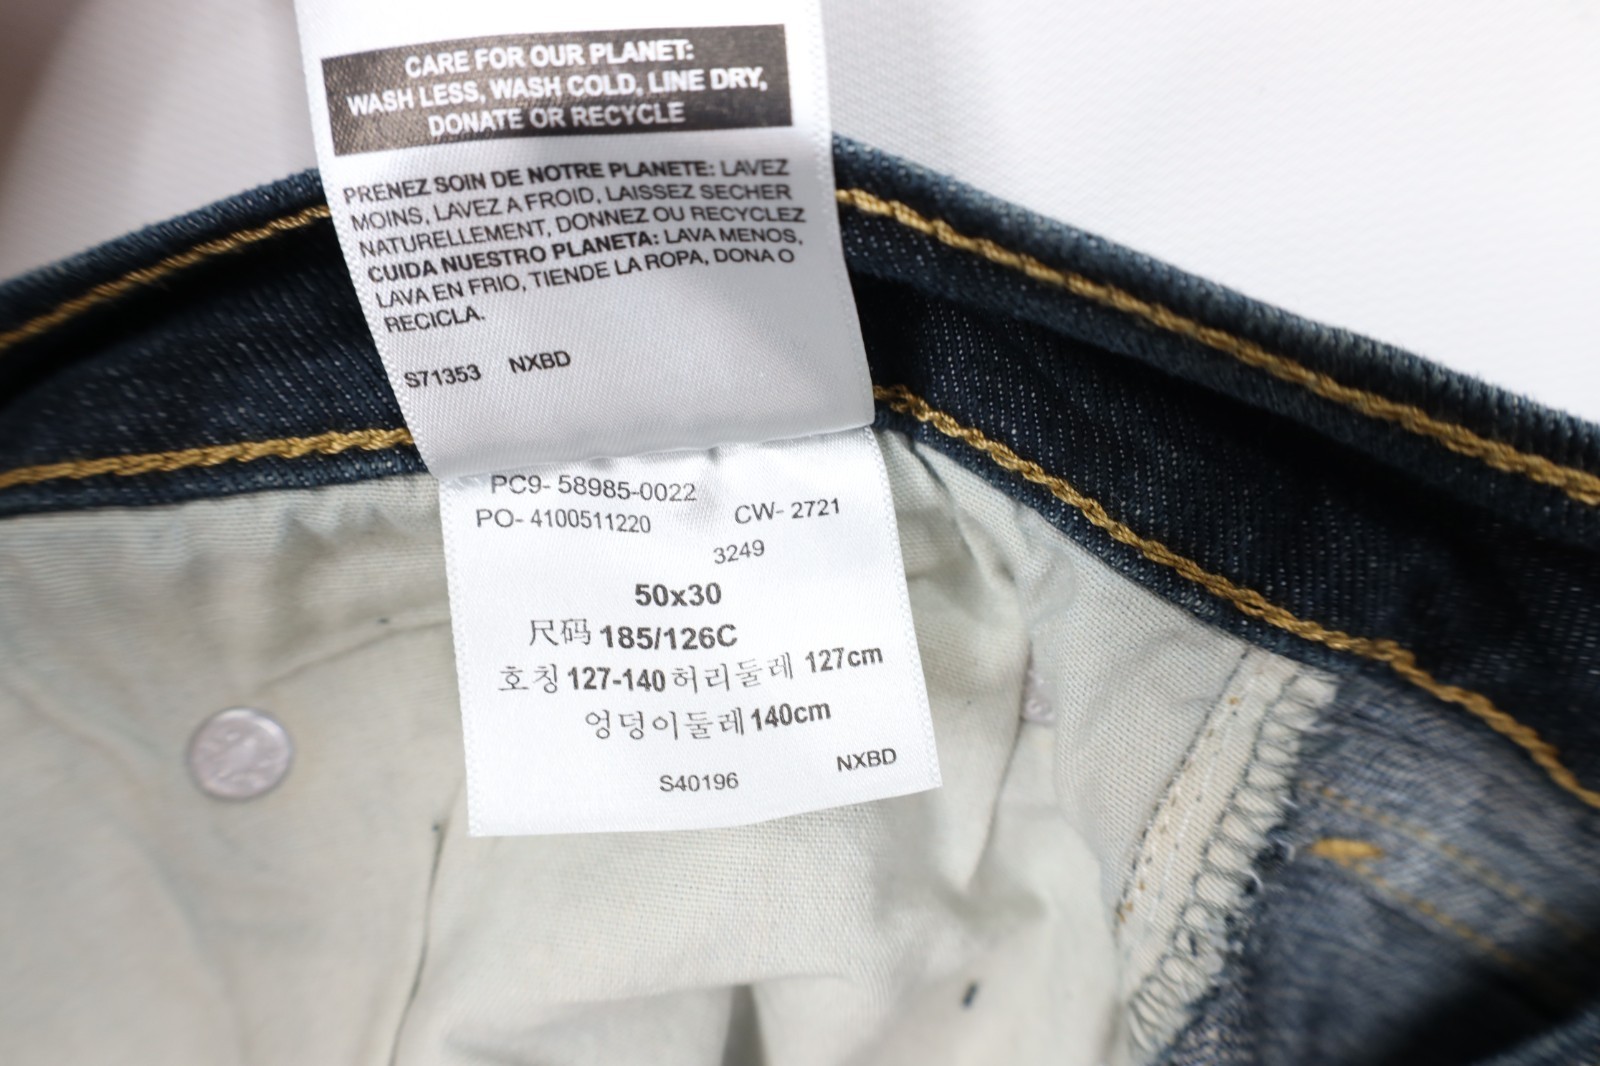 CARE FOR OUR PLANET:
WASH LESS, WASH COLD, LINE DRY,
DONATE OR RECYCLE
PRENEZ SOIN DE NOTRE PLANETE: LAVEZ
MOINS, LAVEZ A FROID, LAISSEZ SECHER
NATURELLEMENT, DONNEZ OU RECYCLEZ
CUIDA NUESTRO PLANETA: LAVA MENOS,
LAVA EN FRIO, TIENDE LA ROPA, DONA O
RECICLA.
S71353 NXBD
PC9- 58985-0022
PO- 4100511220 CW- 2721
3249
50x30
尺码 185/126C
호칭 127-140 허리둘레 127cm
엉덩이둘레 140cm
S40196 NXBD